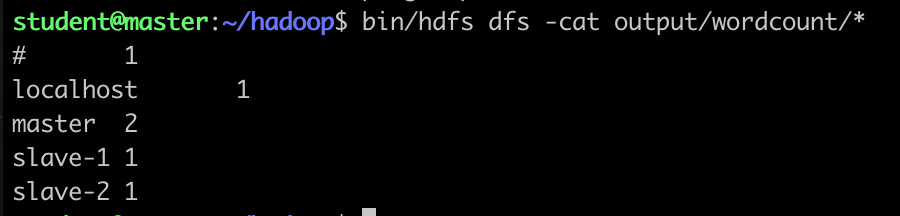 student@master:~/hadoop$ bin/hdfs dfs -cat output/wordcount/*
#	1
localhost	1
master	2
slave-1	1
slave-2	1